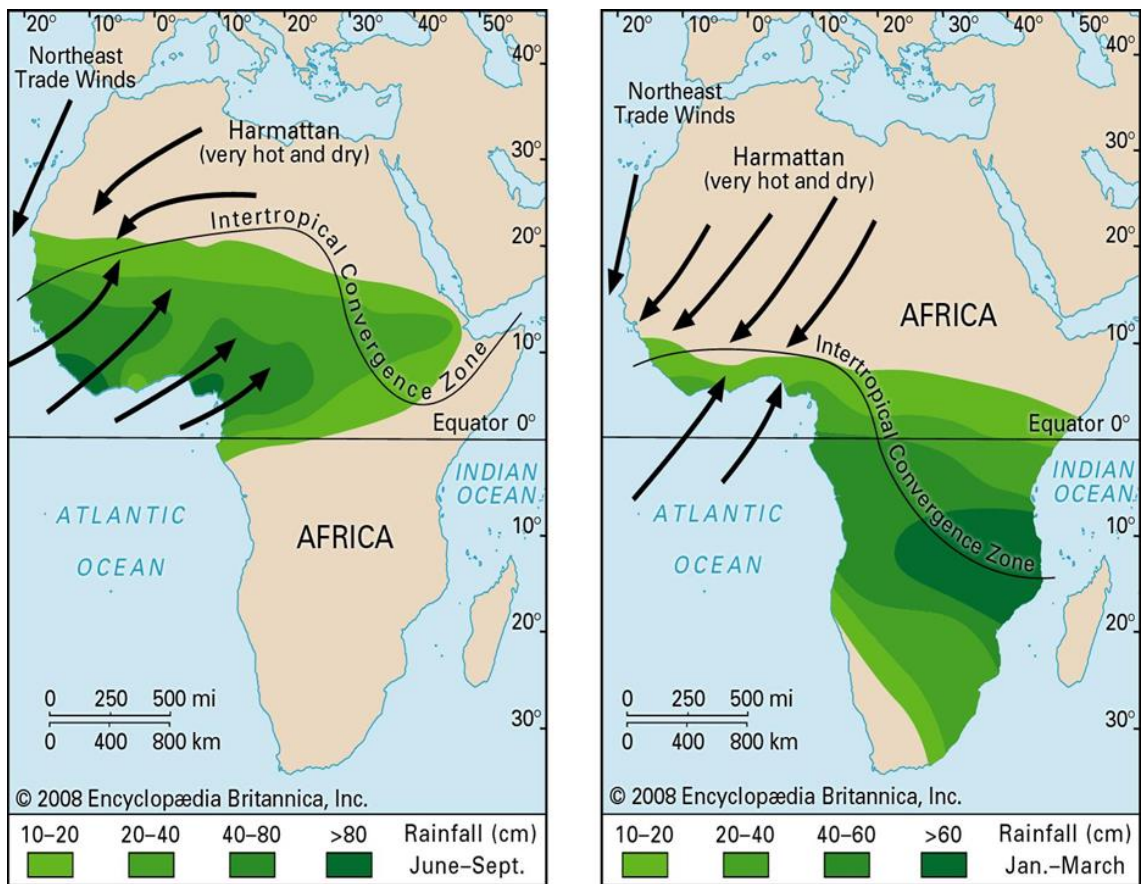 20° 10° 0° 10° 20° 30°
40°
Northeast
Trade Winds
Harmattan
(very hot and dry)
30°
Intertropical Convergence Zone
20°
10°
Equator 0°
INDIAN
OCEAN
ATLANTIC
OCEAN
AFRICA
10°
20°
0 250 500 mi
0 400 800 km
30°
© 2008 Encyclopædia Britannica, Inc.
10–20 20–40 40–80 >80 Rainfall (cm)
June–Sept.
20° 10° 0° 10° 20° 30°
40°
Northeast
Trade Winds
30°
Harmattan
(very hot and dry)
20°
AFRICA
10°
Intertropical Convergence Zone
Equator 0°
INDIAN
OCEAN
ATLANTIC
OCEAN
10°
20°
0 250 500 mi
0 400 800 km
30°
© 2008 Encyclopædia Britannica, Inc.
10–20 20–40 40–60 >60 Rainfall (cm)
Jan.–March